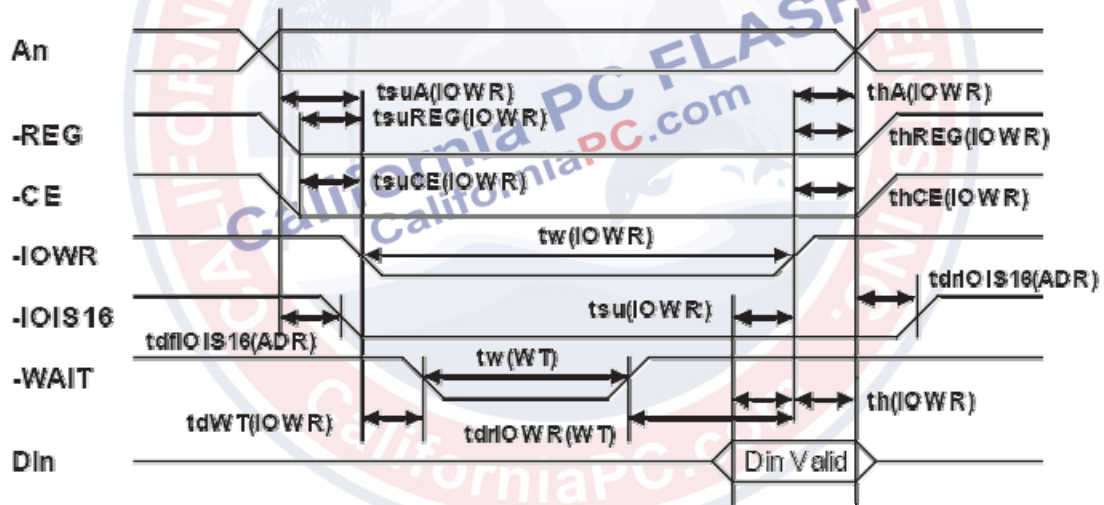 An
tsuA(IOWR)
thA(IOWR)
tsuREG(IOWR)
-REG
thREG(IOWR)
tsuCE(IOWR)
-CE
thCE(IOWR)
tw(IOWR)
-IOWR
tdrIOIS16(ADR)
tsu(IOWR)
-IOIS16
tdfIOIS16(ADR)
tw(WT)
-WAIT
th(IOWR)
tdWT(IOWR)
tdrIOWR(WT)
DIn
Din Valid
California PC FLASH
CaliforniaPC.com
CaliforniaPC.com